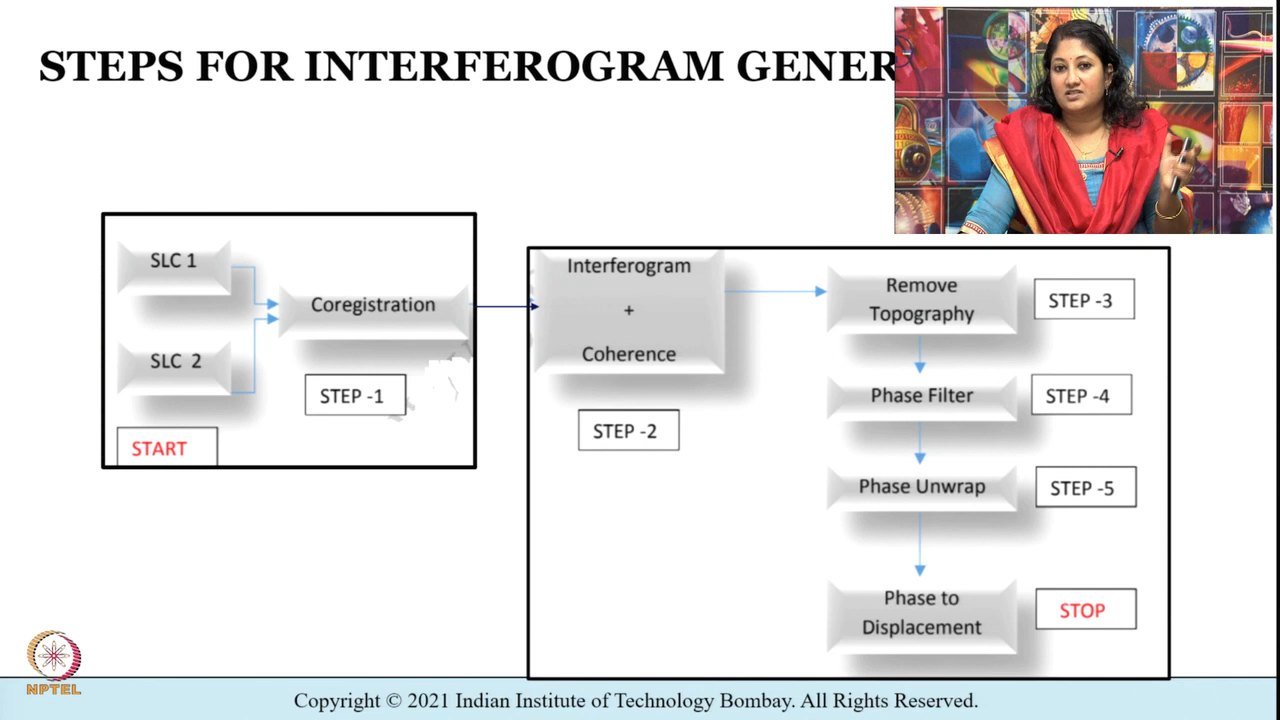 STEPS FOR INTERFEROGRAM GENER
SLC 1
SLC 2
START
Coregistration
STEP -1
Interferogram
+
Coherence
STEP -2
Remove
Topography
STEP -3
Phase Filter
STEP -4
Phase Unwrap
STEP -5
Phase to
Displacement
STOP
NPTEL
Copyright © 2021 Indian Institute of Technology Bombay. All Rights Reserved.